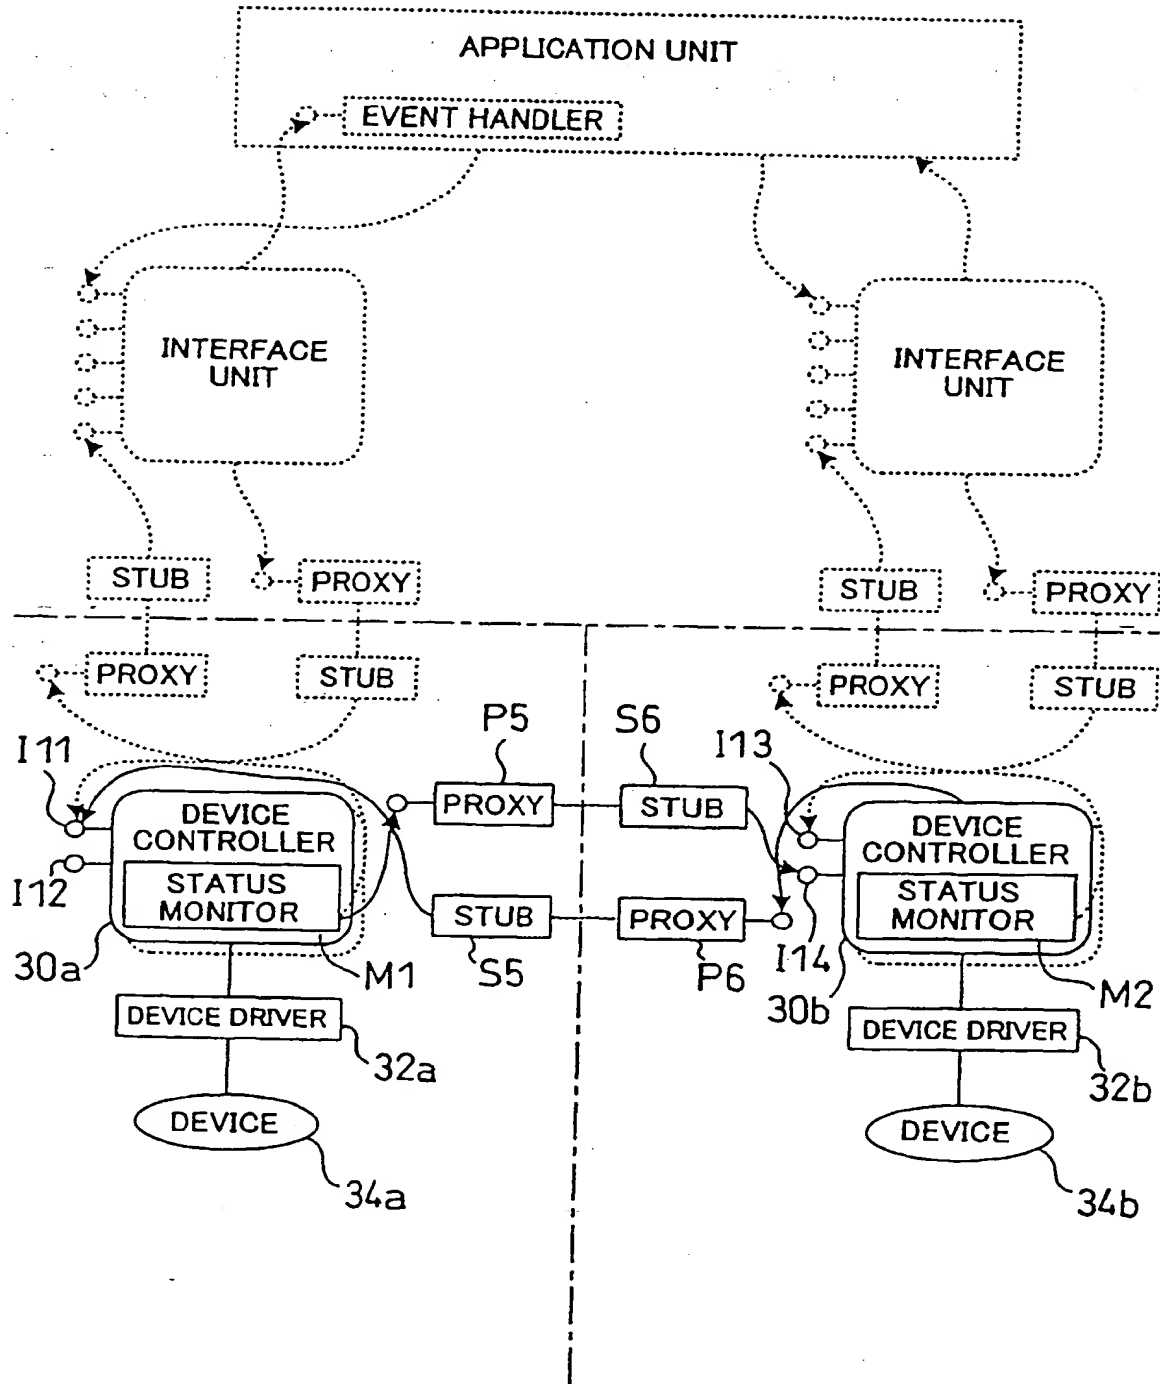 APPLICATION UNIT
EVENT HANDLER
INTERFACE
UNIT
INTERFACE
UNIT
STUB
PROXY
STUB
PROXY
PROXY
STUB
PROXY
STUB
I11
P5
S6
I13
DEVICE
CONTROLLER
PROXY
STUB
DEVICE
CONTROLLER
I12
STATUS
MONITOR
STUB
PROXY
STATUS
MONITOR
30a
M1
S5
P6
I14
30b
M2
DEVICE DRIVER
32a
DEVICE DRIVER
32b
DEVICE
34a
DEVICE
34b